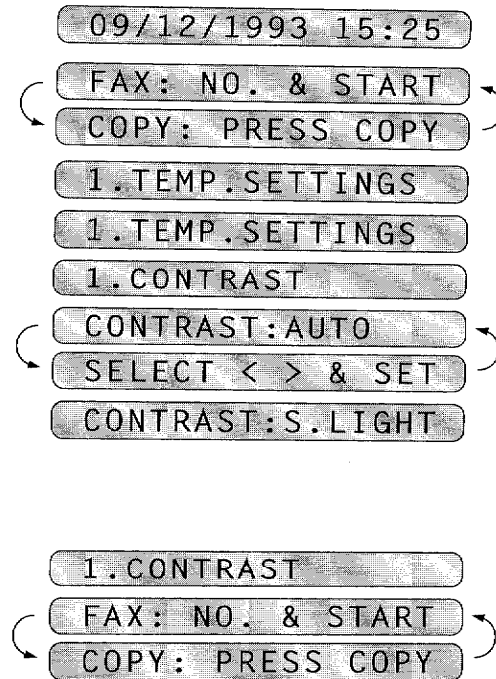 09/12/1993 15:25
FAX: NO. & START
COPY: PRESS COPY
1.TEMP.SETTINGS
1.TEMP.SETTINGS
1.CONTRAST
CONTRAST:AUTO
SELECT < > & SET
CONTRAST:S.LIGHT
1.CONTRAST
FAX: NO. & START
COPY: PRESS COPY